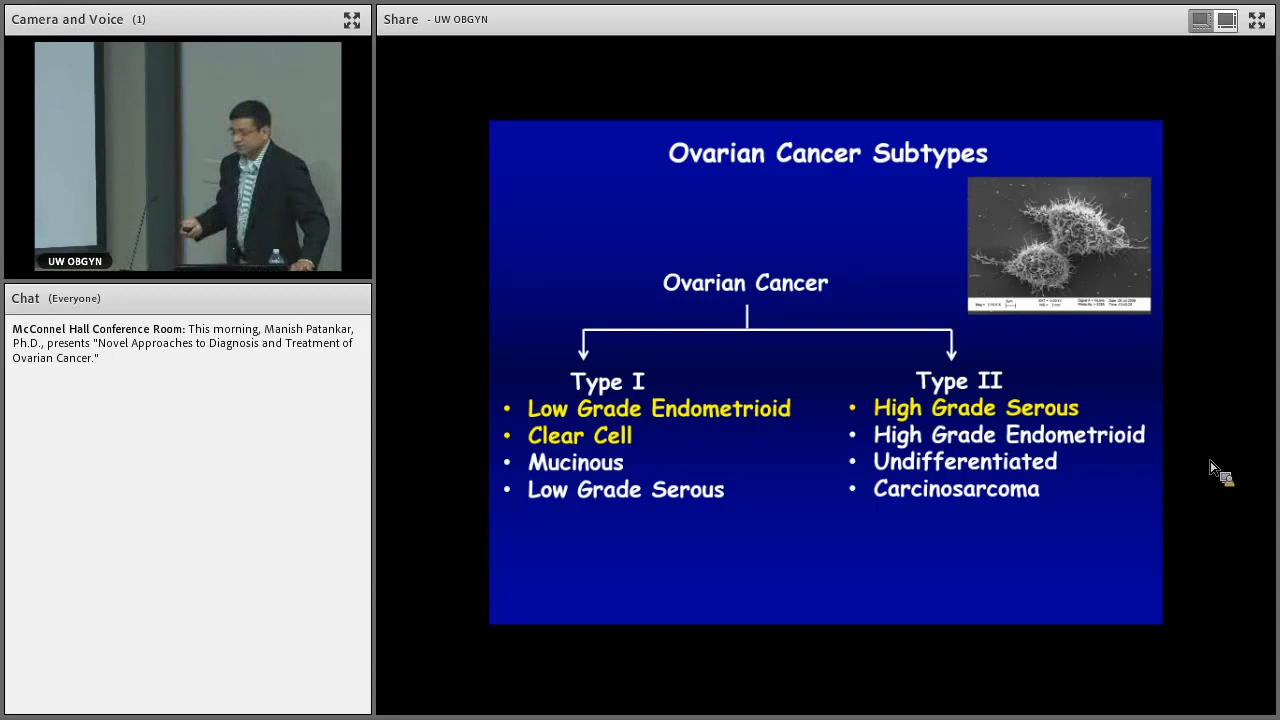 Camera and Voice (1)
Share - UW OBGYN
UW OBGYN
Chat (Everyone)
McConnel Hall Conference Room: This morning, Manish Patankar,
Ph.D., presents "Novel Approaches to Diagnosis and Treatment of
Ovarian Cancer."
Ovarian Cancer Subtypes
Ovarian Cancer
Type I
• Low Grade Endometrioid
• Clear Cell
• Mucinous
• Low Grade Serous
Type II
• High Grade Serous
• High Grade Endometrioid
• Undifferentiated
• Carcinosarcoma